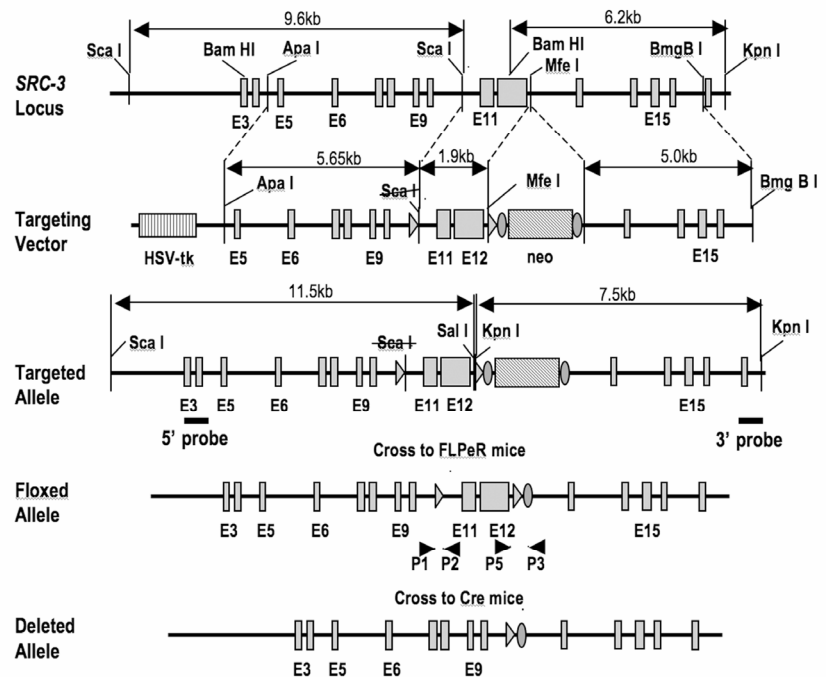 9.6kb
6.2kb
Sca I
Bam HI
Apa I
Sca I
Bam HI
Mfe I
BmgB I
Kpn I
SRC-3
Locus
E3
E5
E6
E9
E11
E15
5.65kb
1.9kb
5.0kb
Apa I
Sca I
Mfe I
Bmg B I
Targeting
Vector
HSV-tk
E5
E6
E9
E11
E12
neo
E15
11.5kb
7.5kb
Sca I
Sca I
Sal I
Kpn I
Kpn I
Targeted
Allele
E3
E5
E6
E9
E11
E12
E15
5' probe
3' probe
Cross to FLPeR mice
Floxed
Allele
E3
E5
E6
E9
E11
E12
E15
P1
P2
P5
P3
Cross to Cre mice
Deleted
Allele
E3
E5
E6
E9